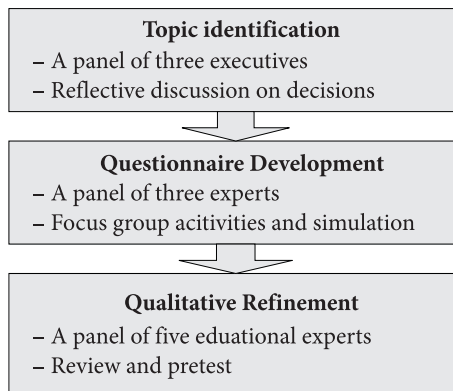 Topic identification
– A panel of three executives
– Reflective discussion on decisions
Questionnaire Development
– A panel of three experts
– Focus group acitivities and simulation
Qualitative Refinement
– A panel of five eduational experts
– Review and pretest